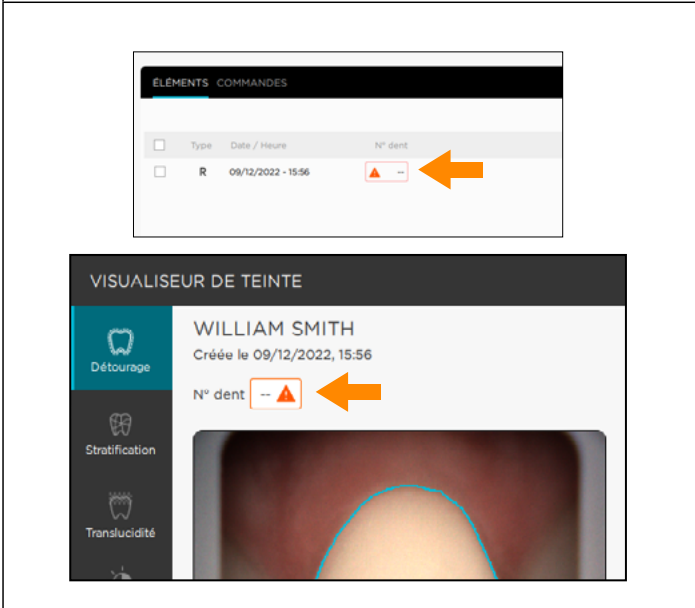 ÉLÉMENTS COMMANDES
Type Date / Heure N° dent
R 09/12/2022 - 15:56 --
VISUALISEUR DE TEINTE
WILLIAM SMITH
Créée le 09/12/2022, 15:56
Détourage
N° dent --
Stratification
Translucidité